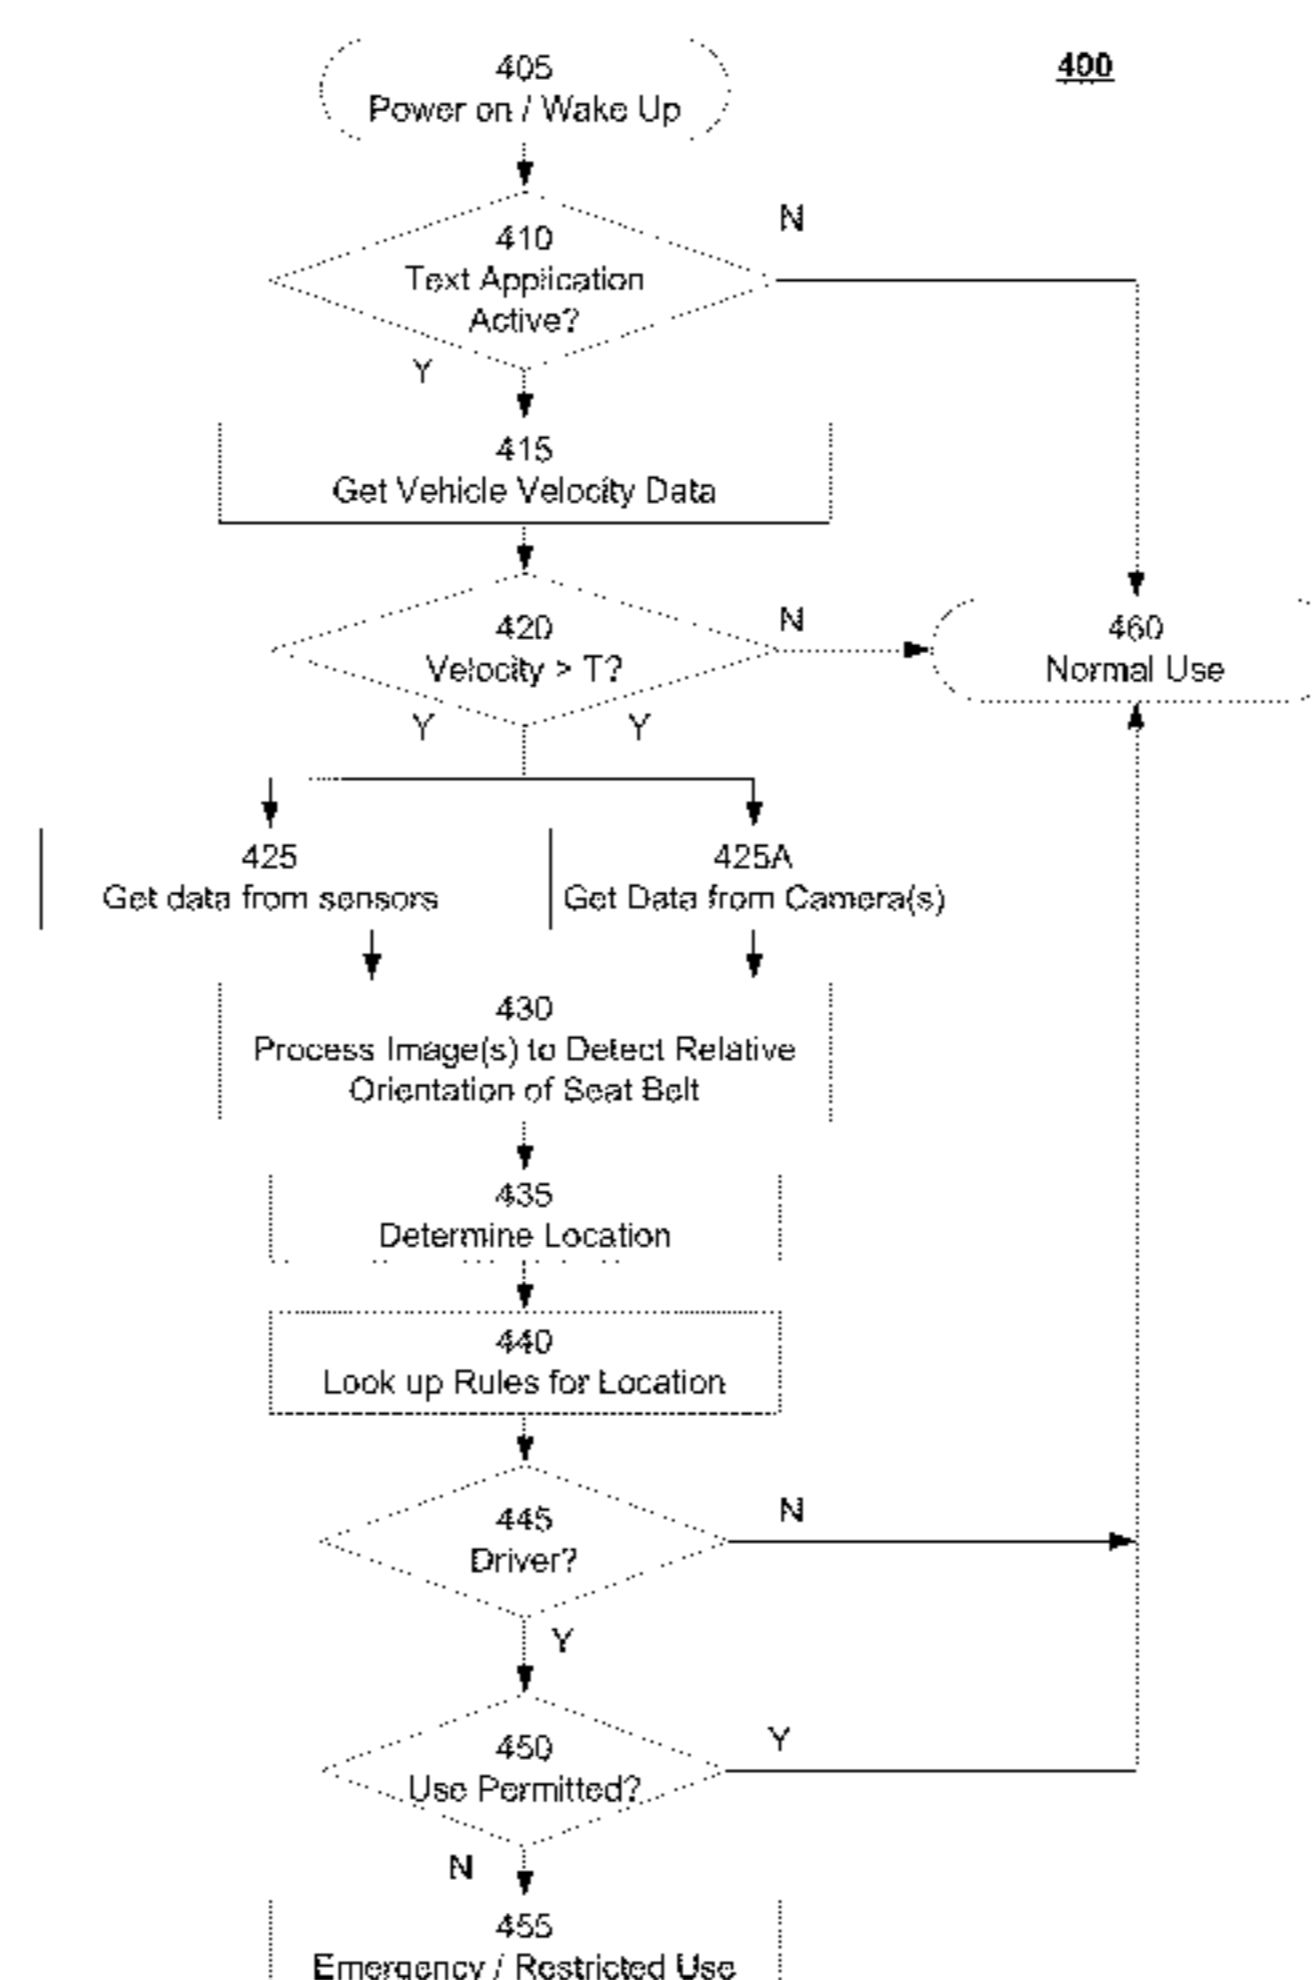 400
405
Power on / Wake Up
410
Text Application
Active?
N
Y
415
Get Vehicle Velocity Data
420
Velocity > T?
N
Y
Y
460
Normal Use
425
Get data from sensors
425A
Get Data from Camera(s)
430
Process Image(s) to Detect Relative
Orientation of Seat Belt
435
Determine Location
440
Look up Rules for Location
445
Driver?
N
Y
450
Use Permitted?
Y
N
455
Emergency / Restricted Use